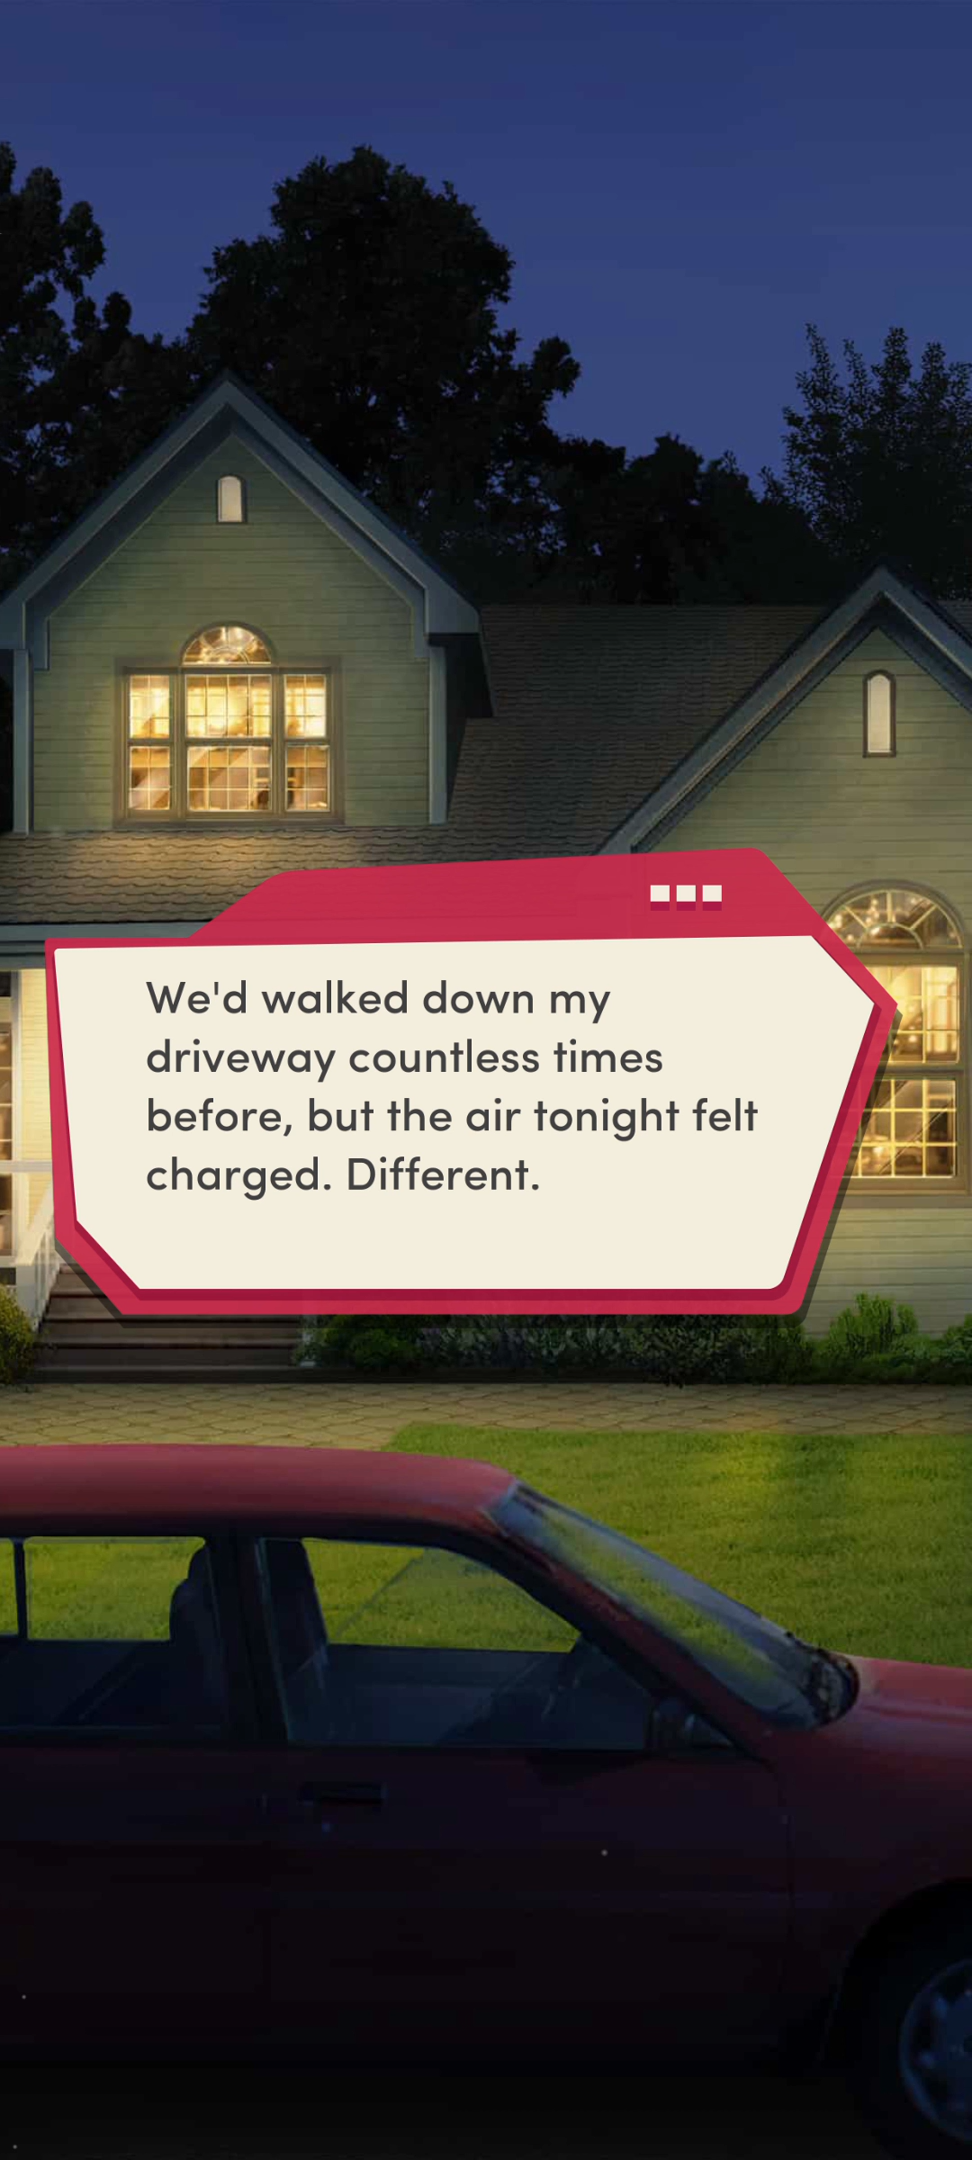 We'd walked down my
driveway countless times
before, but the air tonight felt
charged. Different.